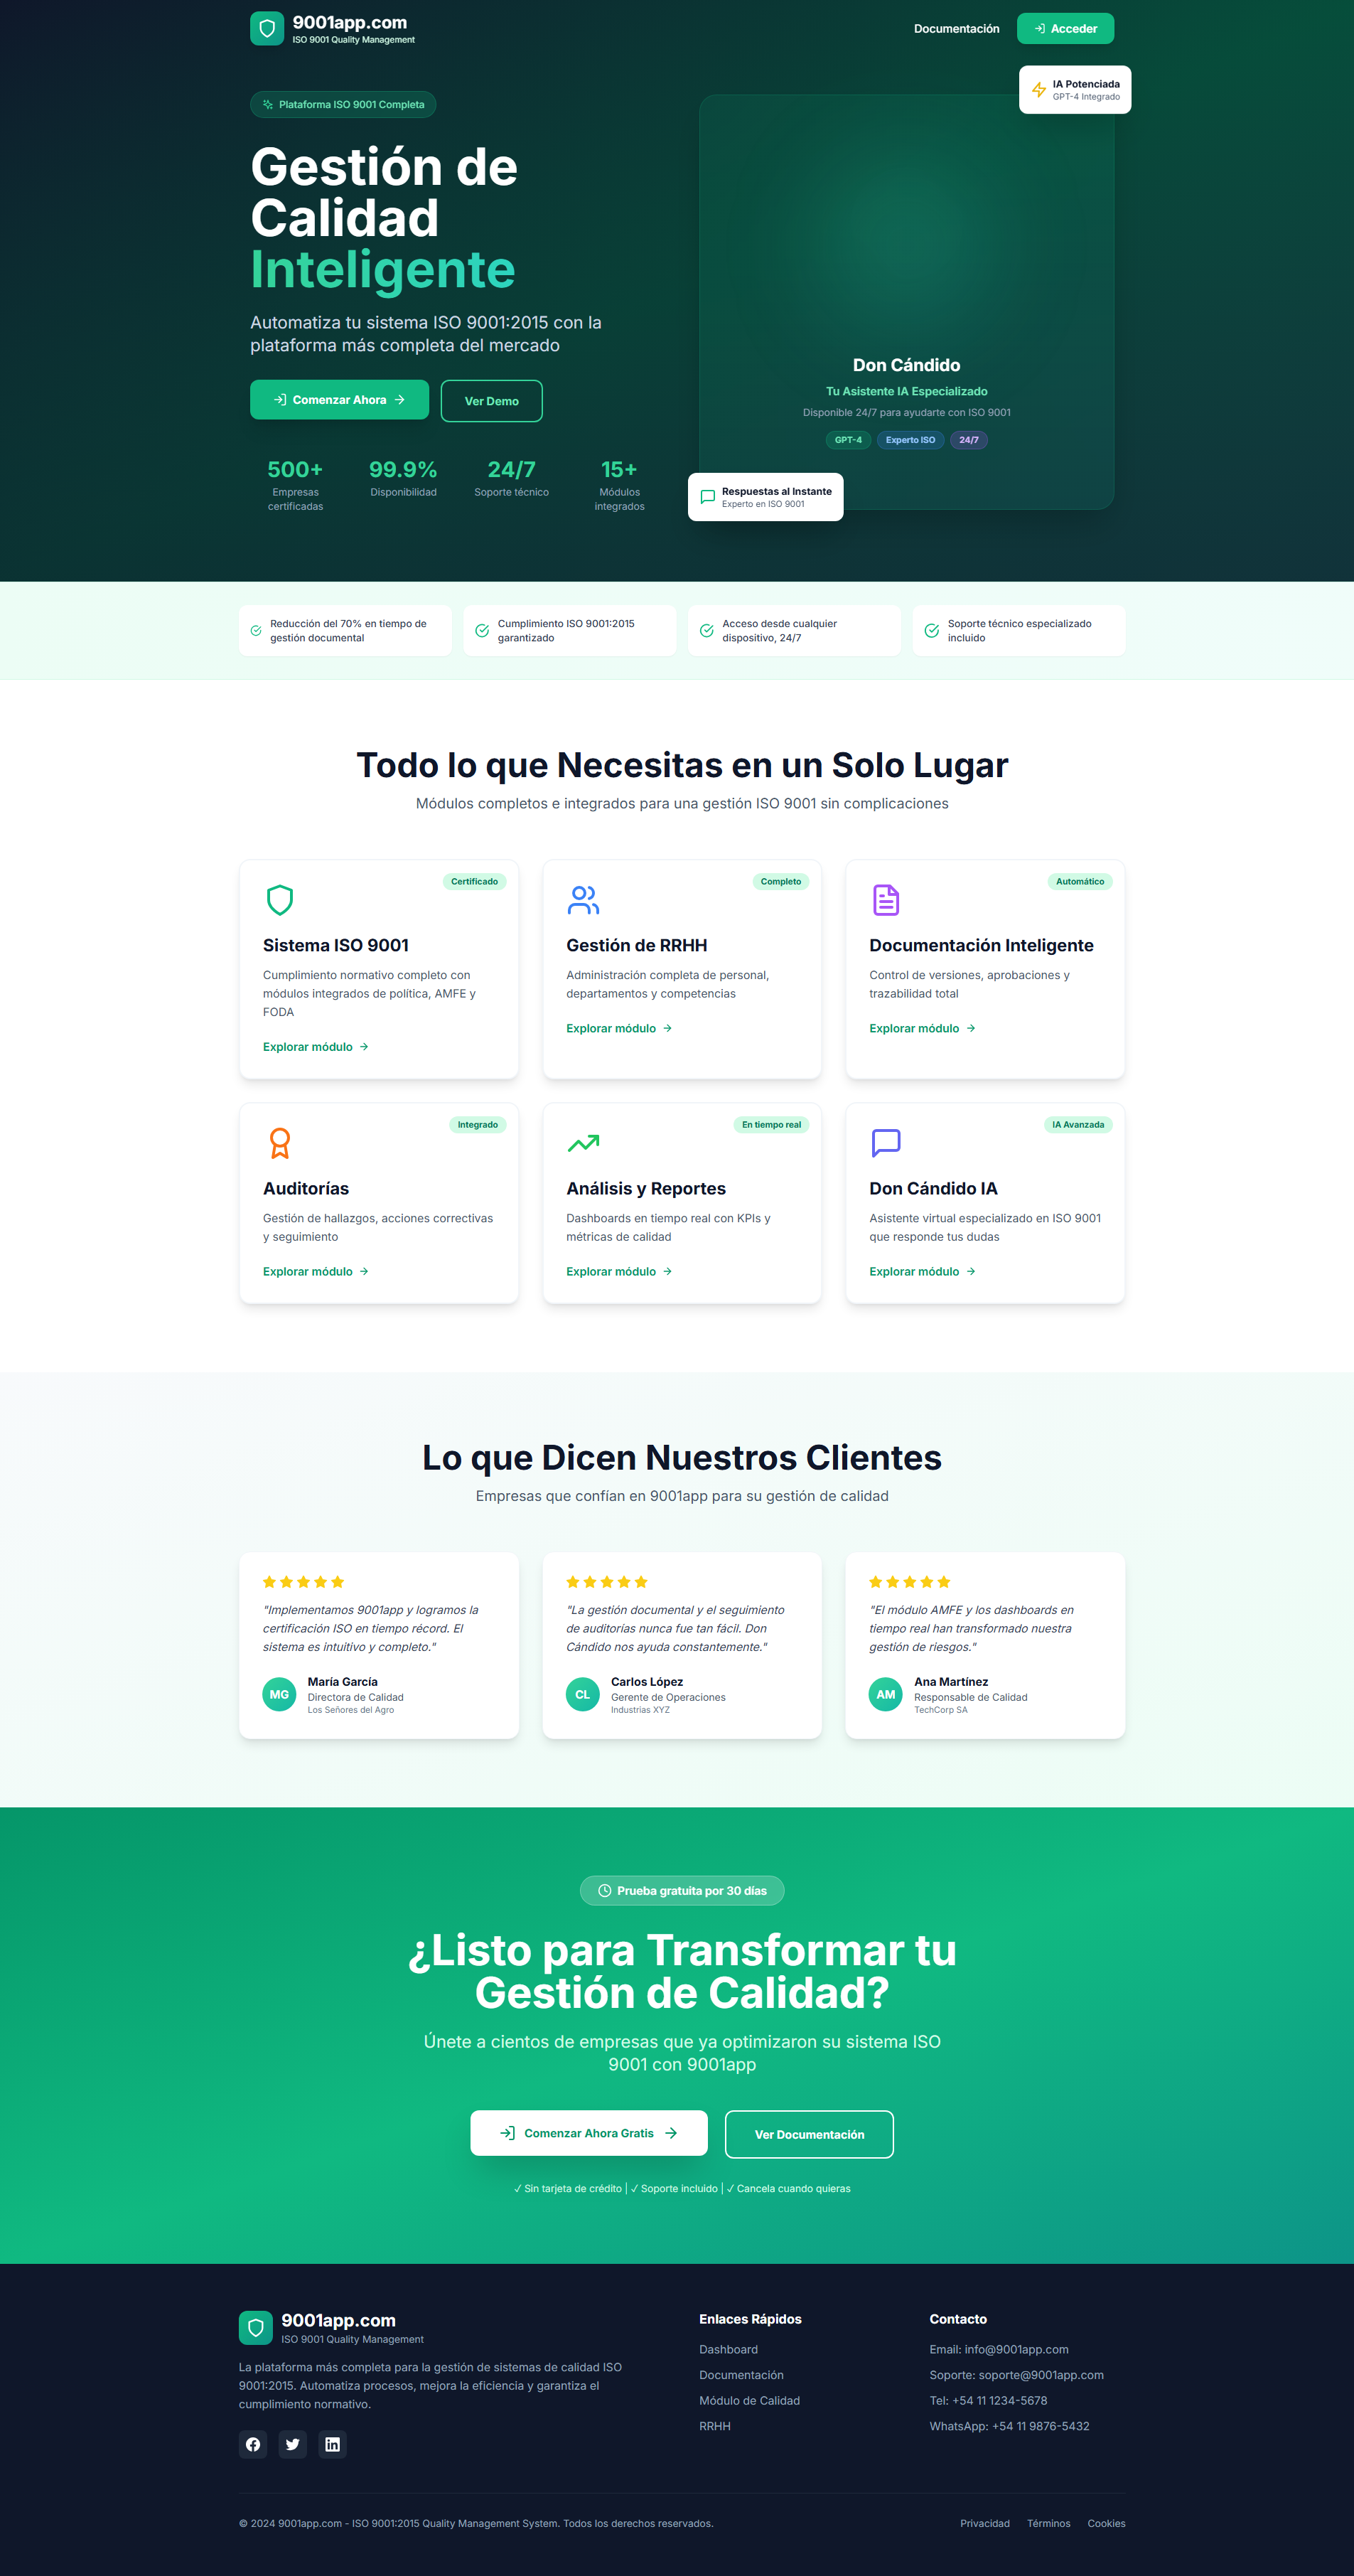 9001app.com
ISO 9001 Quality Management
Documentación
Acceder
IA Potenciada
GPT-4 Integrado
Plataforma ISO 9001 Completa
Gestión de
Calidad
Inteligente
Automatiza tu sistema ISO 9001:2015 con la
plataforma más completa del mercado
Comenzar Ahora
Ver Demo
500+
Empresas
certificadas
99.9%
Disponibilidad
24/7
Soporte técnico
15+
Módulos
integrados
Don Cándido
Tu Asistente IA Especializado
Disponible 24/7 para ayudarte con ISO 9001
GPT-4
Experto ISO
24/7
Respuestas al Instante
Experto en ISO 9001
Reducción del 70% en tiempo de
gestión documental
Cumplimiento ISO 9001:2015
garantizado
Acceso desde cualquier
dispositivo, 24/7
Soporte técnico especializado
incluido
Todo lo que Necesitas en un Solo Lugar
Módulos completos e integrados para una gestión ISO 9001 sin complicaciones
Certificado
Sistema ISO 9001
Cumplimiento normativo completo con
módulos integrados de política, AMFE y
FODA
Explorar módulo
Completo
Gestión de RRHH
Administración completa de personal,
departamentos y competencias
Explorar módulo
Automático
Documentación Inteligente
Control de versiones, aprobaciones y
trazabilidad total
Explorar módulo
Integrado
Auditorías
Gestión de hallazgos, acciones correctivas
y seguimiento
Explorar módulo
En tiempo real
Análisis y Reportes
Dashboards en tiempo real con KPIs y
métricas de calidad
Explorar módulo
IA Avanzada
Don Cándido IA
Asistente virtual especializado en ISO 9001
que responde tus dudas
Explorar módulo
Lo que Dicen Nuestros Clientes
Empresas que confían en 9001app para su gestión de calidad
"Implementamos 9001app y logramos la
certificación ISO en tiempo récord. El
sistema es intuitivo y completo."
MG
María García
Directora de Calidad
Los Señores del Agro
"La gestión documental y el seguimiento
de auditorías nunca fue tan fácil. Don
Cándido nos ayuda constantemente."
CL
Carlos López
Gerente de Operaciones
Industrias XYZ
"El módulo AMFE y los dashboards en
tiempo real han transformado nuestra
gestión de riesgos."
AM
Ana Martínez
Responsable de Calidad
TechCorp SA
Prueba gratuita por 30 días
¿Listo para Transformar tu
Gestión de Calidad?
Únete a cientos de empresas que ya optimizaron su sistema ISO
9001 con 9001app
Comenzar Ahora Gratis
Ver Documentación
✓ Sin tarjeta de crédito | ✓ Soporte incluido | ✓ Cancela cuando quieras
9001app.com
ISO 9001 Quality Management
La plataforma más completa para la gestión de sistemas de calidad ISO
9001:2015. Automatiza procesos, mejora la eficiencia y garantiza el
cumplimiento normativo.
Enlaces Rápidos
Dashboard
Documentación
Módulo de Calidad
RRHH
Contacto
Email: info@9001app.com
Soporte: soporte@9001app.com
Tel: +54 11 1234-5678
WhatsApp: +54 11 9876-5432
© 2024 9001app.com - ISO 9001:2015 Quality Management System. Todos los derechos reservados.
Privacidad
Términos
Cookies